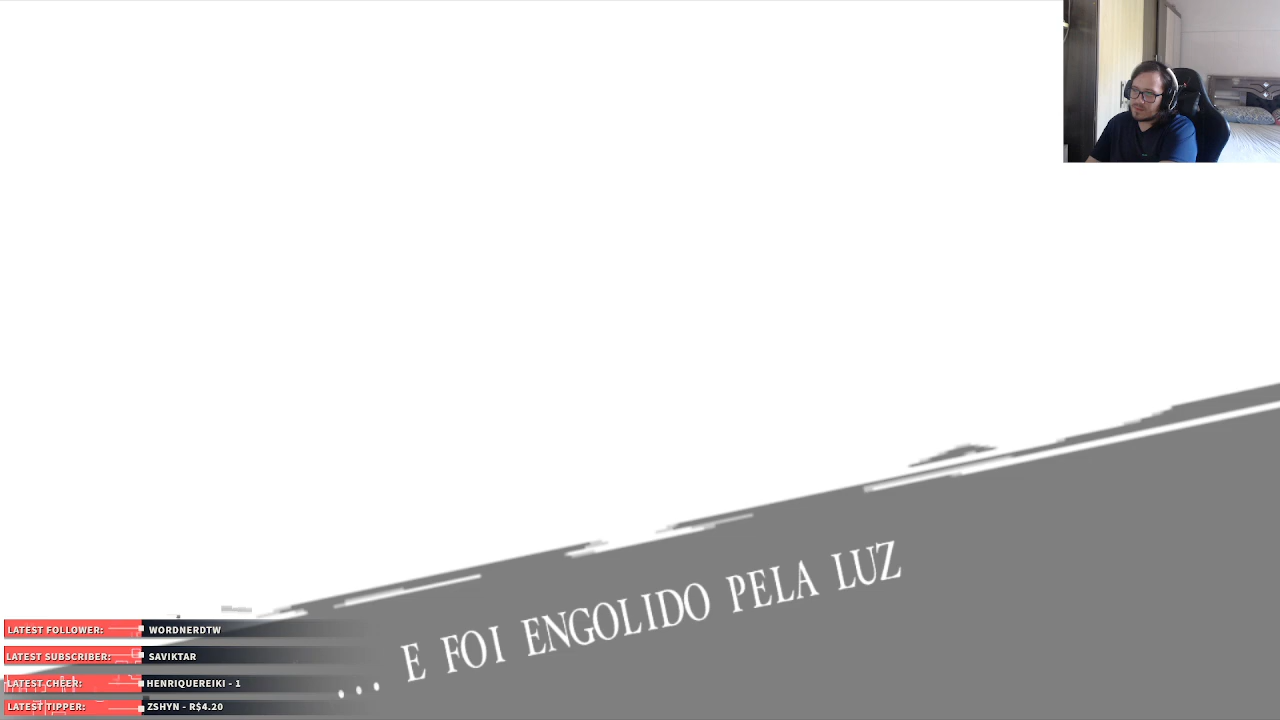 ... E FOI ENGOLIDO PELA LUZ
LATEST FOLLOWER: WORDNERDTW
LATEST SUBSCRIBER: SAVIKTAR
LATEST CHEER: HENRIQUEREIKI - 1
LATEST TIPPER: ZSHYN - R$4.20